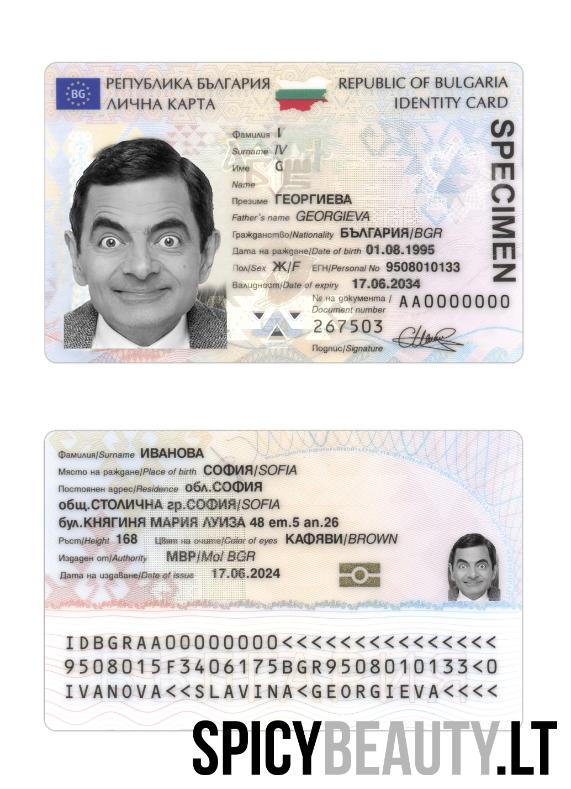 BG РЕПУБЛИКА БЪЛГАРИЯ REPUBLIC OF BULGARIA
ЛИЧНА КАРТА IDENTITY CARD
SPECIMEN
Фамилия I
Surname IV
Име G
Name
Презиме ГЕОРГИЕВА
Father's name GEORGIEVA
Гражданство/Nationality БЪЛГАРИЯ/BGR
Дата на раждане/Date of birth 01.08.1995
Пол/Sex Ж/F ЕГН/Personal No 9508010133
Валидност/Date of expiry 17.06.2034
№ на документа / Document number AA0000000
267503
Подпис/Signature
Фамилия/Surname ИВАНОВА
Място на раждане/Place of birth СОФИЯ/SOFIA
Постоянен адрес/Residence обл.СОФИЯ
общ.СТОЛИЧНА гр.СОФИЯ/SOFIA
бул.КНЯГИНЯ МАРИЯ ЛУИЗА 48 ет.5 ап.26
Ръст/Height 168 Цвят на очите/Color of eyes КАФЯВИ/BROWN
Издаден от/Authority МВР/MoI BGR
Дата на издаване/Date of issue 17.06.2024
IDBGRAA00000000<<<<<<<<<<<<<<<
9508015F3406175BGR9508010133<0
IVANOVA<<SLAVINA<GEORGIEVA<<<<
SPICYBEAUTY.LT